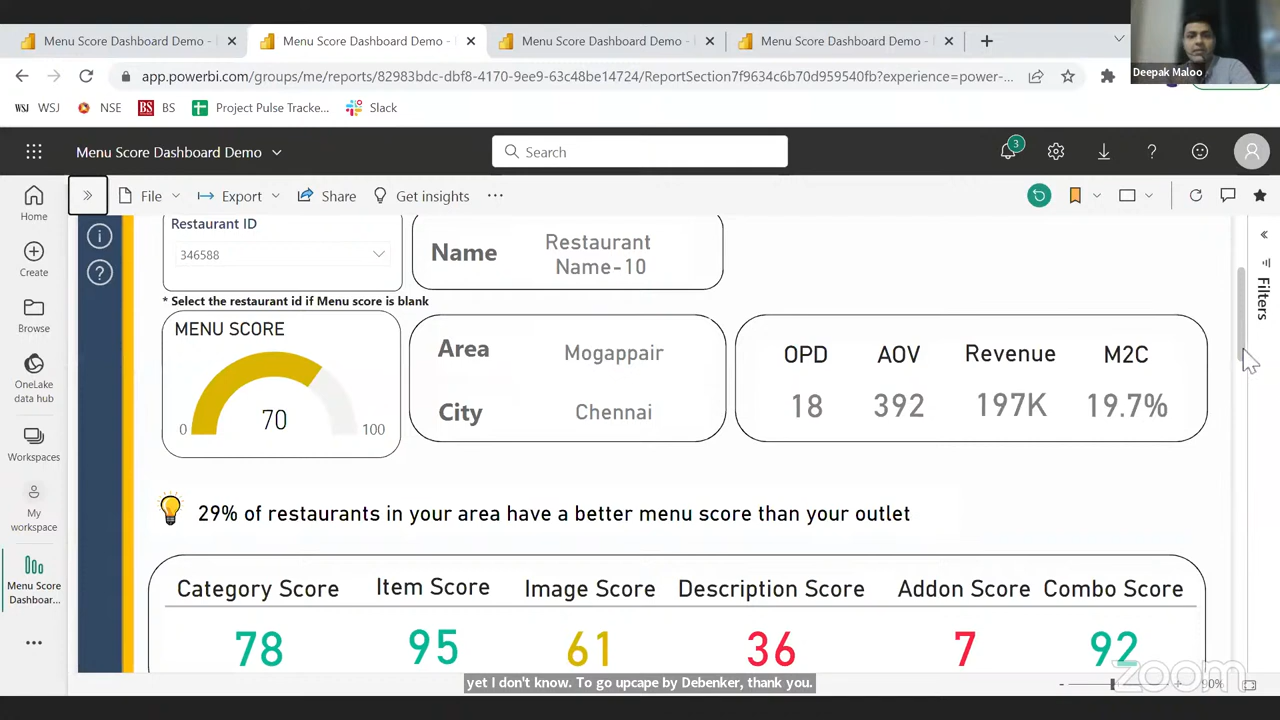 Menu Score Dashboard Demo - Menu Score Dashboard Demo - Menu Score Dashboard Demo - Menu Score Dashboard Demo -
Deepak Maloo
app.powerbi.com/groups/me/reports/82983bdc-dbf8-4170-9ee9-63c48be14724/ReportSection7f9634c6b70d959540fb?experience=power-...
WSJ WSJ NSE BS BS Project Pulse Tracke... Slack
Menu Score Dashboard Demo Search 3
File Export Share Get insights
Home
Create
Browse
OneLake
data hub
Workspaces
My
workspace
Menu Score
Dashboar...
Filters
Restaurant ID
346588
Name
Restaurant
Name-10
* Select the restaurant id if Menu score is blank
MENU SCORE
70
0 100
Area Mogappair
City Chennai
OPD AOV Revenue M2C
18 392 197K 19.7%
29% of restaurants in your area have a better menu score than your outlet
Category Score Item Score Image Score Description Score Addon Score Combo Score
78 95 61 36 7 92
yet I don't know. To go upcape by Debenker, thank you.
zoom
90%